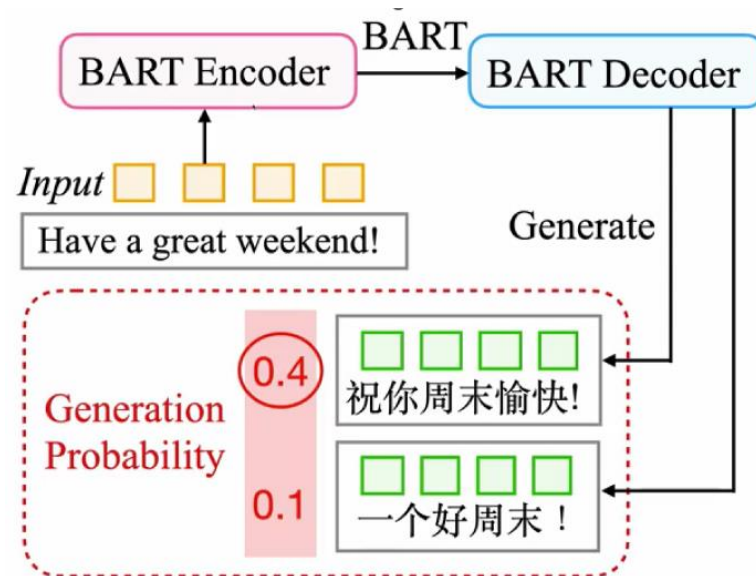 BART
BART Encoder
BART Decoder
Input
Have a great weekend!
Generate
Generation
Probability
0.4
祝你周末愉快!
0.1
一个好周末！